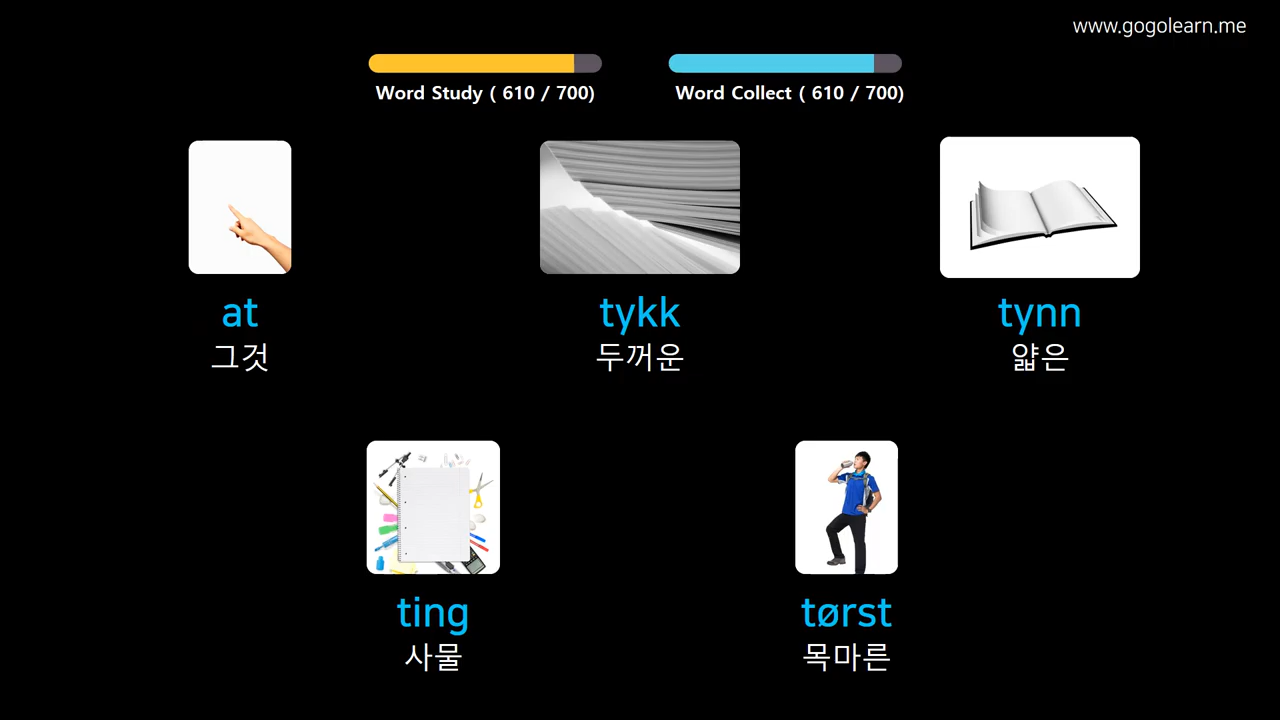 www.gogolearn.me
Word Study ( 610 / 700)
Word Collect ( 610 / 700)
at
그것
tykk
두꺼운
tynn
얇은
ting
사물
tørst
목마른